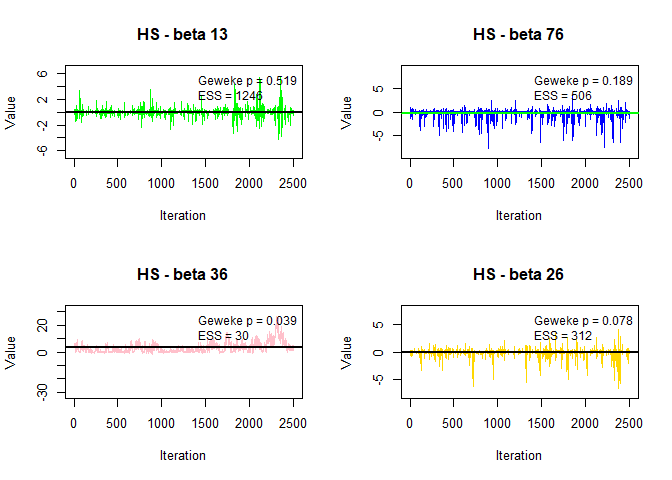 HS - beta 13
Value
6
2
-2
-6
Geweke p = 0.519
ESS = 1246
0 500 1000 1500 2000 2500
Iteration
HS - beta 76
Value
5
0
-5
Geweke p = 0.189
ESS = 506
0 500 1000 1500 2000 2500
Iteration
HS - beta 36
Value
20
0
-30
Geweke p = 0.039
ESS = 30
0 500 1000 1500 2000 2500
Iteration
HS - beta 26
Value
5
0
-5
Geweke p = 0.078
ESS = 312
0 500 1000 1500 2000 2500
Iteration